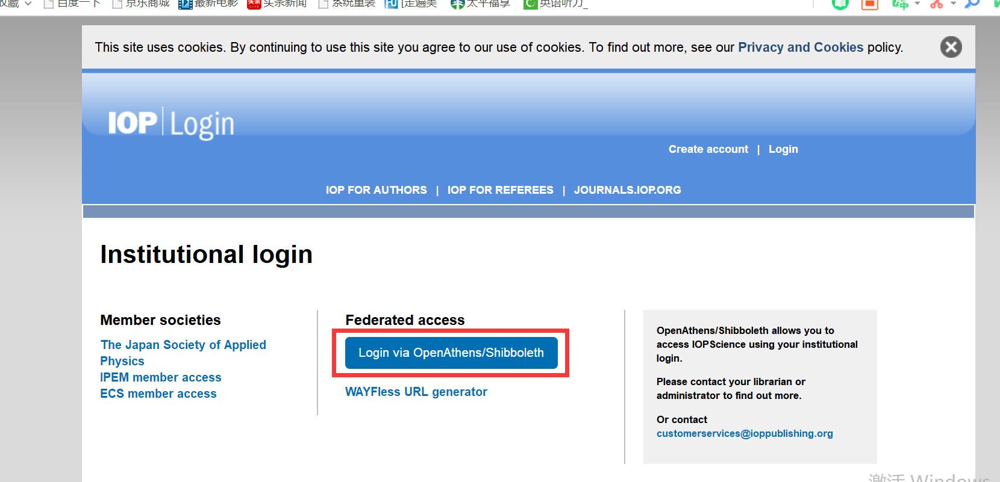 收藏 百度一下 京东商城 最新电影 头条新闻 系统重装 [走遍美 太平福享 英语听力_
This site uses cookies. By continuing to use this site you agree to our use of cookies. To find out more, see our Privacy and Cookies policy.
IOP Login
Create account | Login
IOP FOR AUTHORS | IOP FOR REFEREES | JOURNALS.IOP.ORG
Institutional login
Member societies
The Japan Society of Applied
Physics
IPEM member access
ECS member access
Federated access
Login via OpenAthens/Shibboleth
WAYFless URL generator
OpenAthens/Shibboleth allows you to
access IOPScience using your institutional
login.
Please contact your librarian or
administrator to find out more.
Or contact
customerservices@ioppublishing.org
激活 Windows